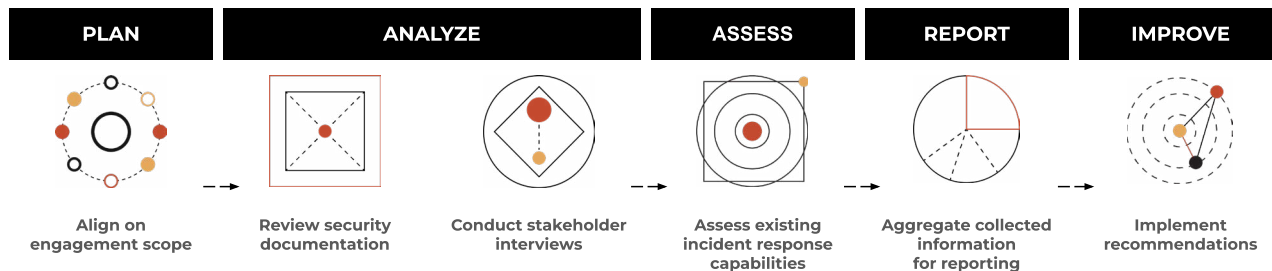 PLAN
ANALYZE
ASSESS
REPORT
IMPROVE
Align on
engagement scope
Review security
documentation
Conduct stakeholder
interviews
Assess existing
incident response
capabilities
Aggregate collected
information
for reporting
Implement
recommendations